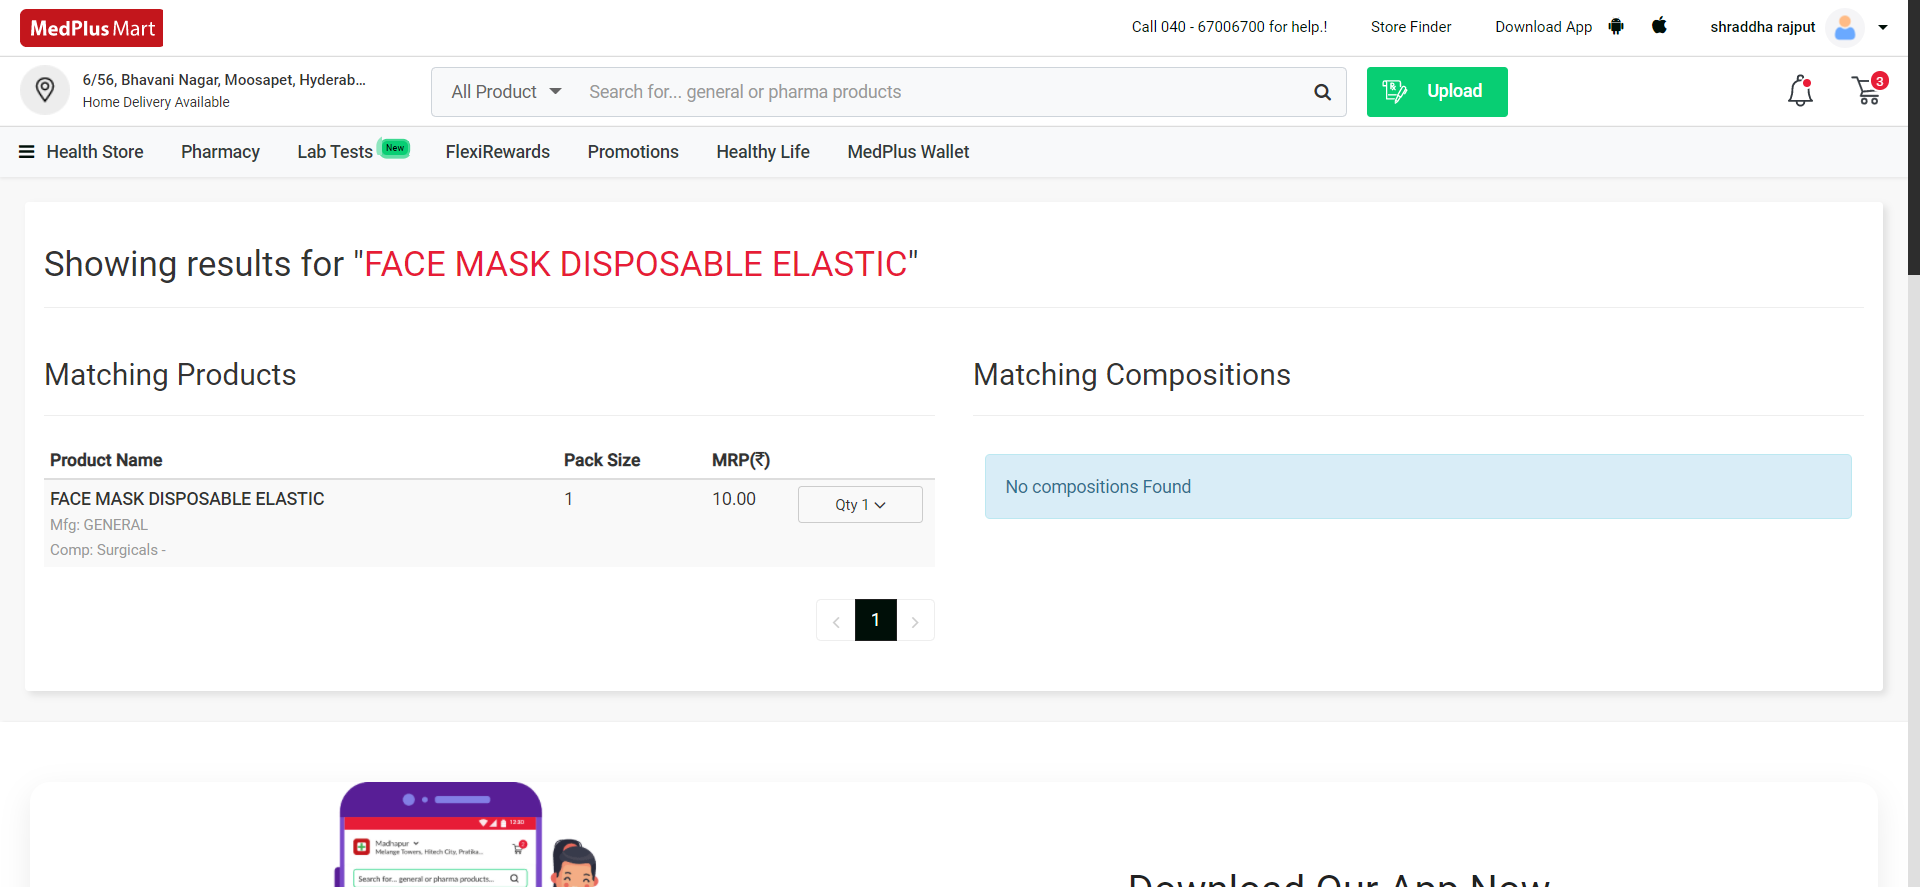 MedPlus Mart
Call 040 - 67006700 for help.!
Store Finder
Download App
shraddha rajput
6/56, Bhavani Nagar, Moosapet, Hyderab...
Home Delivery Available
All Product
Search for... general or pharma products
Upload
3
Health Store
Pharmacy
Lab Tests
New
FlexiRewards
Promotions
Healthy Life
MedPlus Wallet
Showing results for "FACE MASK DISPOSABLE ELASTIC"
Matching Products
Product Name Pack Size MRP(₹)
FACE MASK DISPOSABLE ELASTIC 1 10.00 Qty 1
Mfg: GENERAL
Comp: Surgicals -
1
Matching Compositions
No compositions Found
12:30
Madhapur
Melange Towers, Hitech City, Pratika...
2
Search for... general or pharma products...
Download Our App Now